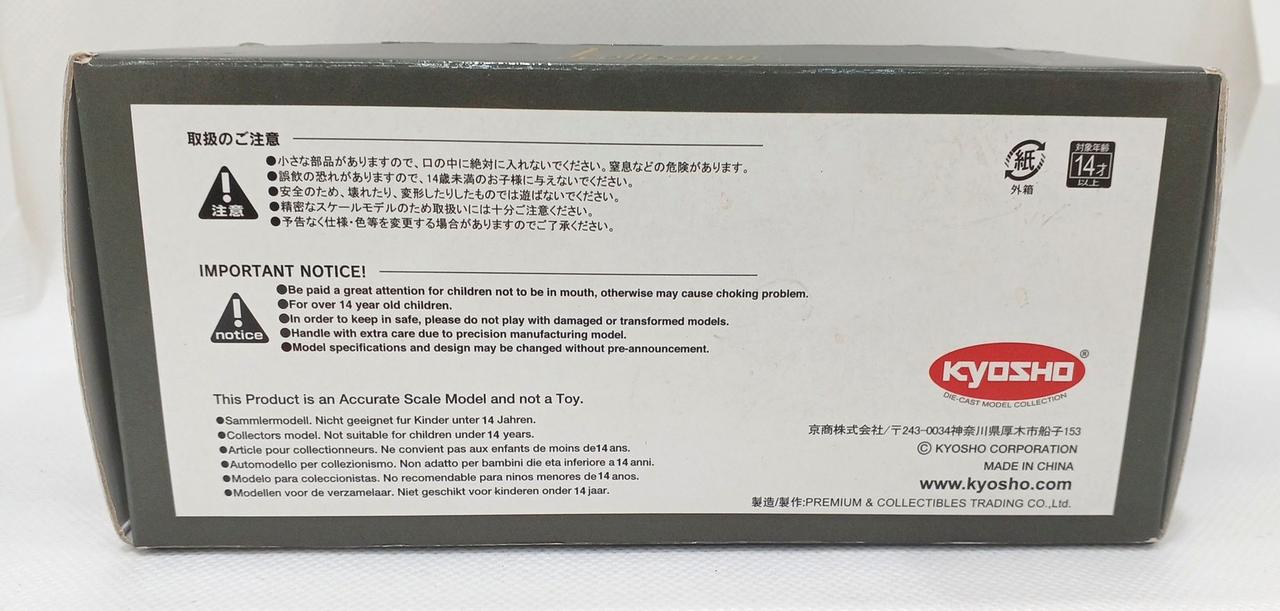 取扱のご注意
●小さな部品がありますので、口の中に絶対に入れないでください。窒息などの危険があります。
●誤飲の恐れがありますので、14歳未満のお子様に与えないでください。
●安全のため、壊れたり、変形したりしたものでは遊ばないでください。
●精密なスケールモデルのため取扱いには十分ご注意ください。
●予告なく仕様・色等を変更する場合がありますのでご了承ください。
注意
紙
外箱
対象年齢
14才
以上
IMPORTANT NOTICE!
●Be paid a great attention for children not to be in mouth, otherwise may cause choking problem.
●For over 14 year old children.
●In order to keep in safe, please do not play with damaged or transformed models.
●Handle with extra care due to precision manufacturing model.
●Model specifications and design may be changed without pre-announcement.
notice
This Product is an Accurate Scale Model and not a Toy.
●Sammlermodell. Nicht geeignet fur Kinder unter 14 Jahren.
●Collectors model. Not suitable for children under 14 years.
●Article pour collectionneurs. Ne convient pas aux enfants de moins de14 ans.
●Automodello per collezionismo. Non adatto per bambini die eta inferiore a 14 anni.
●Modelo para coleccionistas. No recomendable para ninos menores de14 anos.
●Modellen voor de verzamelaar. Niet geschikt voor kinderen onder 14 jaar.
KYOSHO®
DIE-CAST MODEL COLLECTION
京商株式会社/〒243-0034神奈川県厚木市船子153
© KYOSHO CORPORATION
MADE IN CHINA
www.kyosho.com
製造/製作:PREMIUM & COLLECTIBLES TRADING CO.,Ltd.